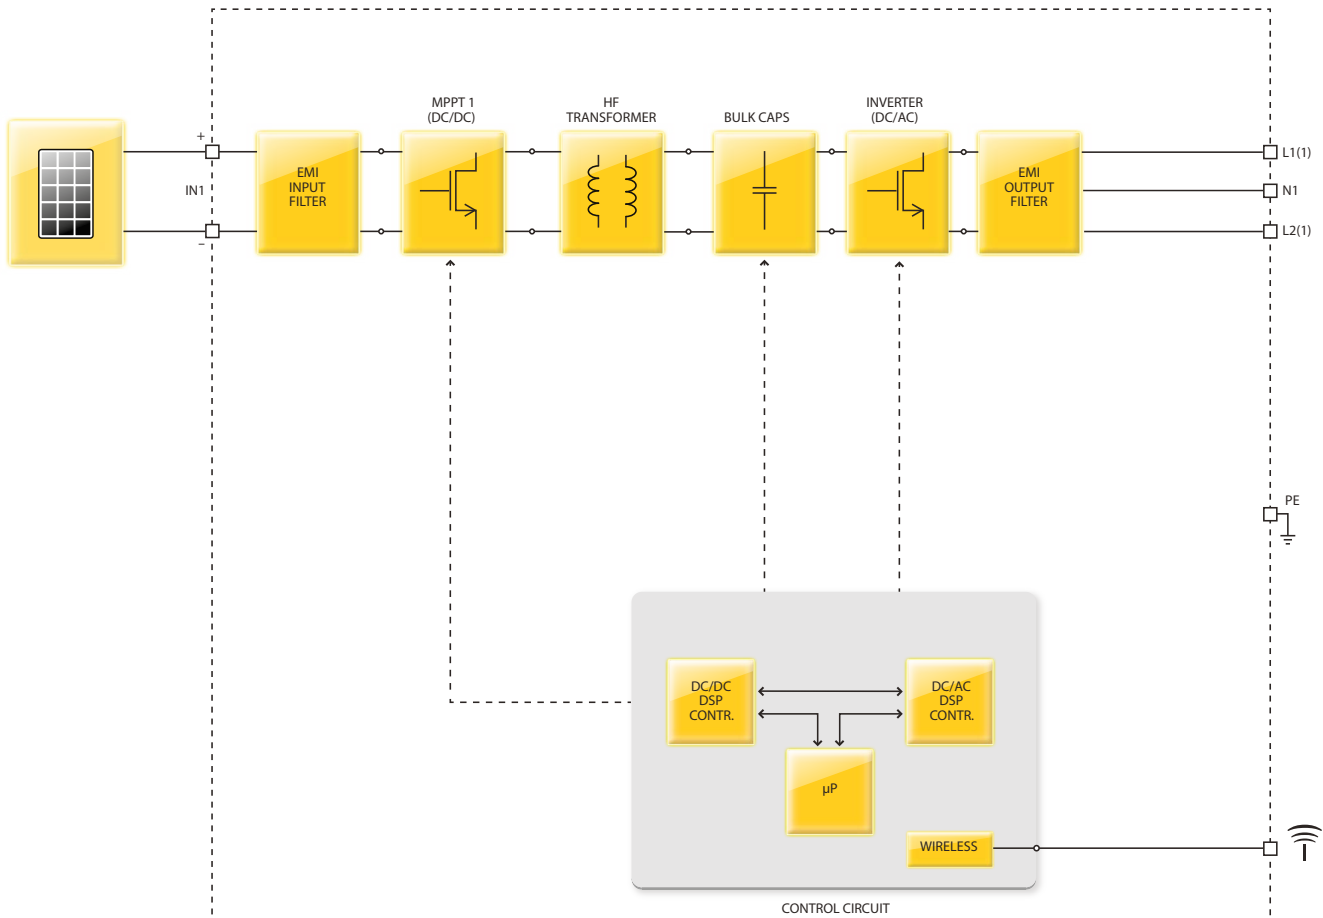 MPPT 1
(DC/DC)
HF
TRANSFORMER
BULK CAPS
INVERTER
(DC/AC)
+
IN1
–
EMI
INPUT
FILTER
EMI
OUTPUT
FILTER
L1(1)
N1
L2(1)
PE
DC/DC
DSP
CONTR.
DC/AC
DSP
CONTR.
µP
WIRELESS
CONTROL CIRCUIT